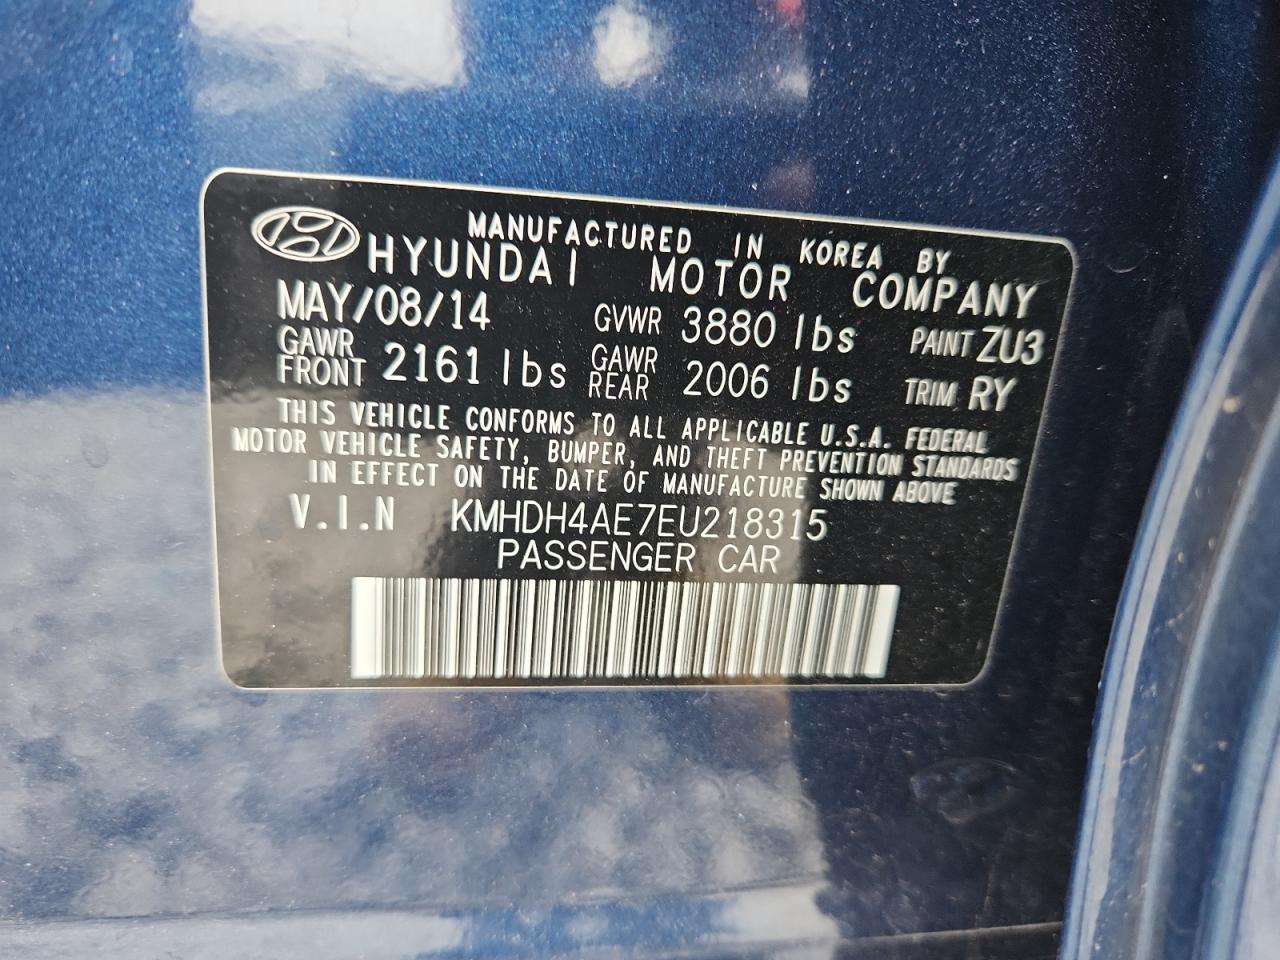 MANUFACTURED IN KOREA BY
HYUNDAI MOTOR COMPANY
MAY/08/14 GVWR 3880 lbs PAINT ZU3
GAWR FRONT 2161 lbs GAWR REAR 2006 lbs TRIM RY
THIS VEHICLE CONFORMS TO ALL APPLICABLE U.S.A. FEDERAL
MOTOR VEHICLE SAFETY, BUMPER, AND THEFT PREVENTION STANDARDS
IN EFFECT ON THE DATE OF MANUFACTURE SHOWN ABOVE
V.I.N KMHDH4AE7EU218315
PASSENGER CAR